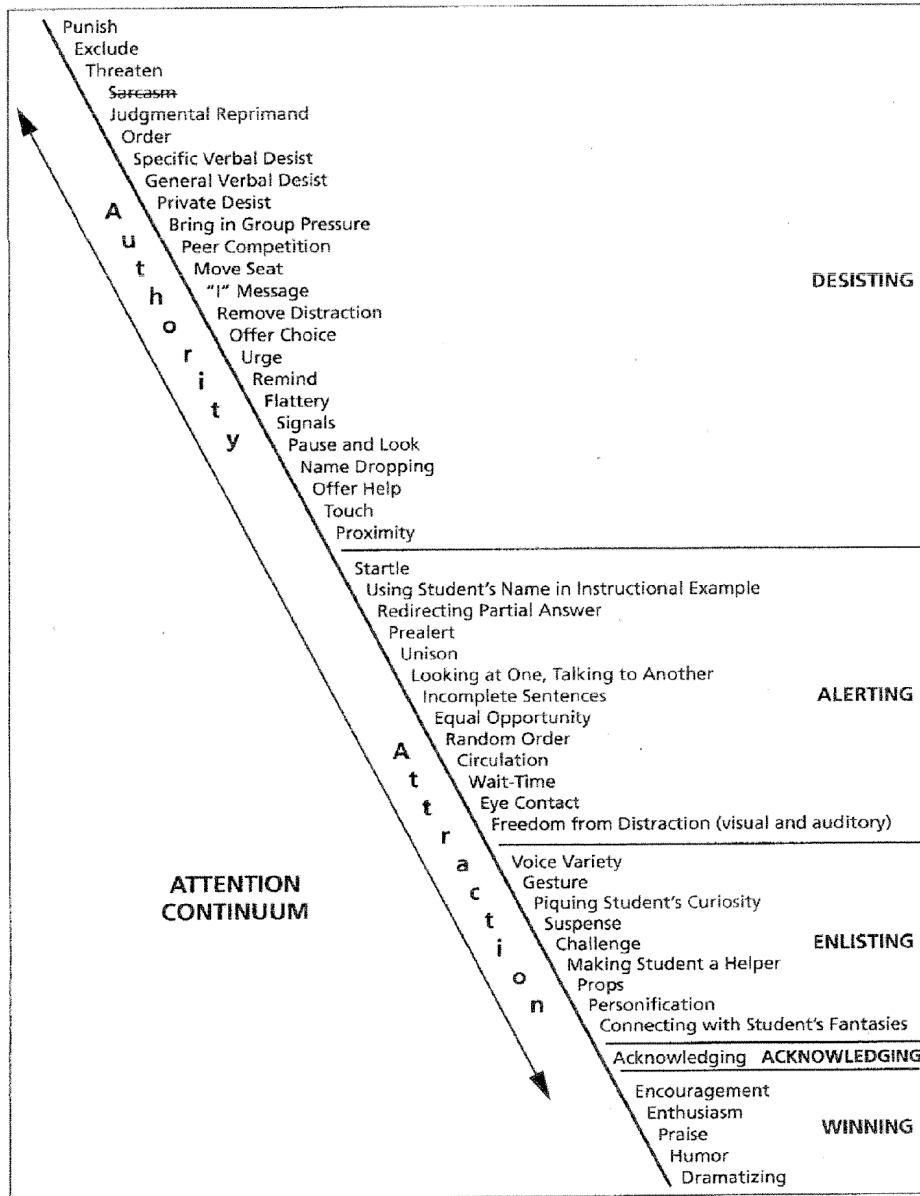 Punish
Exclude
Threaten
Sarcasm
Judgmental Reprimand
Order
Specific Verbal Desist
General Verbal Desist
Private Desist
Bring in Group Pressure
Peer Competition
Move Seat
"I" Message
Remove Distraction
Offer Choice
Urge
Remind
Flattery
Signals
Pause and Look
Name Dropping
Offer Help
Touch
Proximity
DESISTING
Authority
Startle
Using Student's Name in Instructional Example
Redirecting Partial Answer
Prealert
Unison
Looking at One, Talking to Another
Incomplete Sentences
Equal Opportunity
Random Order
Circulation
Wait-Time
Eye Contact
Freedom from Distraction (visual and auditory)
ALERTING
Attraction
Voice Variety
Gesture
Piquing Student's Curiosity
Suspense
Challenge
Making Student a Helper
Props
Personification
Connecting with Student's Fantasies
ENLISTING
ATTENTION
CONTINUUM
Acknowledging ACKNOWLEDGING
Encouragement
Enthusiasm
Praise
Humor
Dramatizing
WINNING